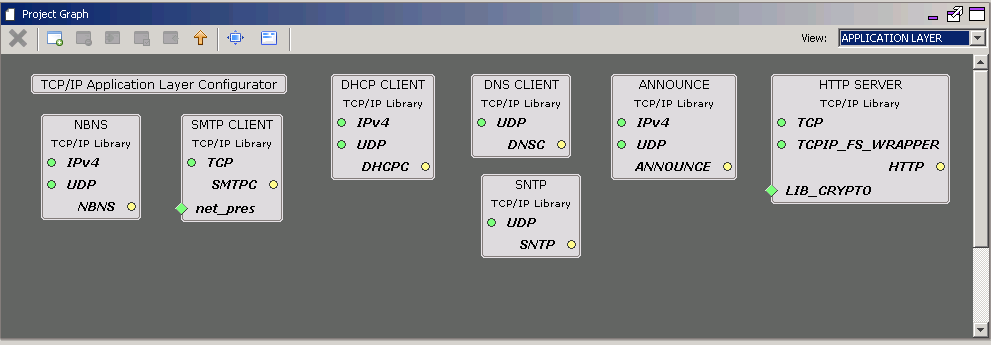 Project Graph
View: APPLICATION LAYER
TCP/IP Application Layer Configurator
NBNS
TCP/IP Library
IPv4
UDP
NBNS
SMTP CLIENT
TCP/IP Library
TCP
SMTPC
net_pres
DHCP CLIENT
TCP/IP Library
IPv4
UDP
DHCPC
DNS CLIENT
TCP/IP Library
UDP
DNSC
SNTP
TCP/IP Library
UDP
SNTP
ANNOUNCE
TCP/IP Library
IPv4
UDP
ANNOUNCE
HTTP SERVER
TCP/IP Library
TCP
TCPIP_FS_WRAPPER
HTTP
LIB_CRYPTO